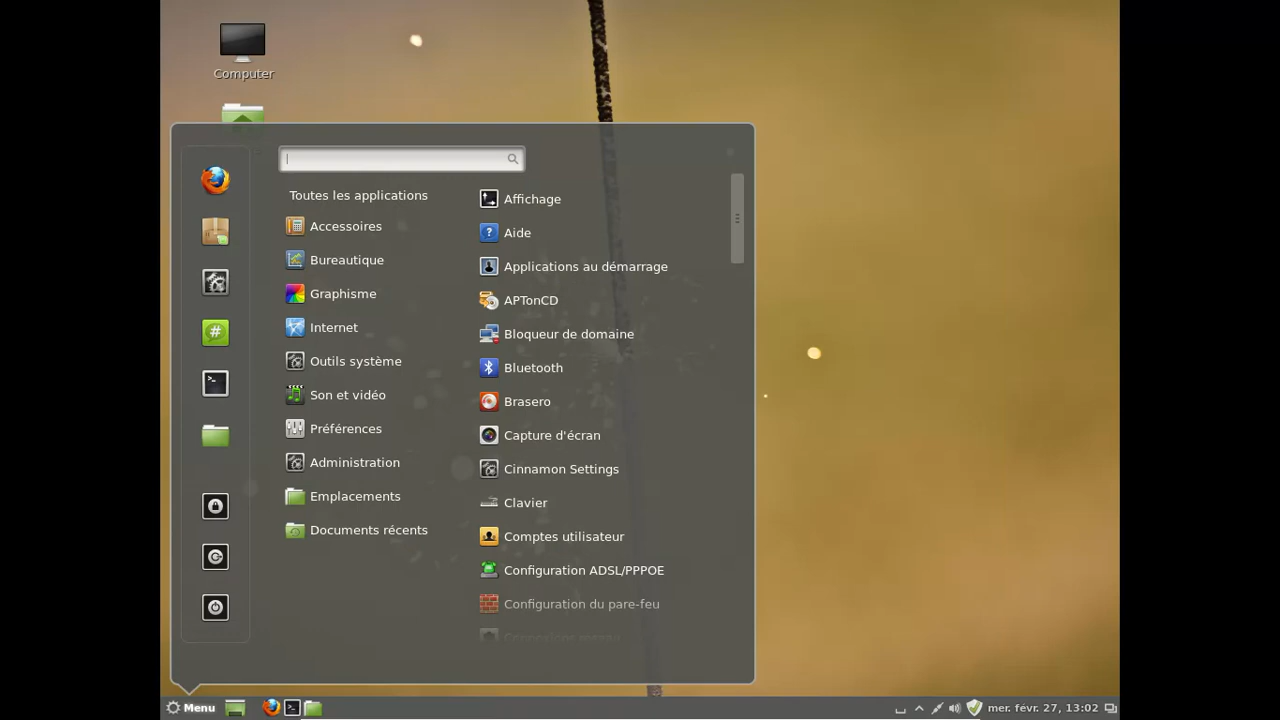 Computer
Toutes les applications
Accessoires
Bureautique
Graphisme
Internet
Outils système
Son et vidéo
Préférences
Administration
Emplacements
Documents récents
Affichage
Aide
Applications au démarrage
APTonCD
Bloqueur de domaine
Bluetooth
Brasero
Capture d'écran
Cinnamon Settings
Clavier
Comptes utilisateur
Configuration ADSL/PPPOE
Configuration du pare-feu
Menu
mer. févr. 27, 13:02